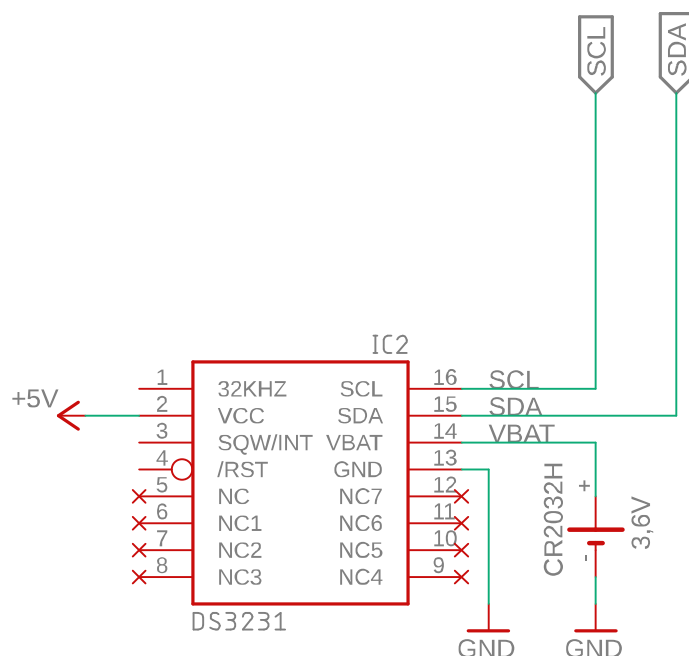 SCL
SDA
IC2
+5V
1 32KHZ SCL 16 SCL
2 VCC SDA 15 SDA
3 SQW/INT VBAT 14 VBAT
4 /RST GND 13
5 NC NC7 12
6 NC1 NC6 11
7 NC2 NC5 10
8 NC3 NC4 9
DS3231
CR2032H
+
-
3,6V
GND
GND